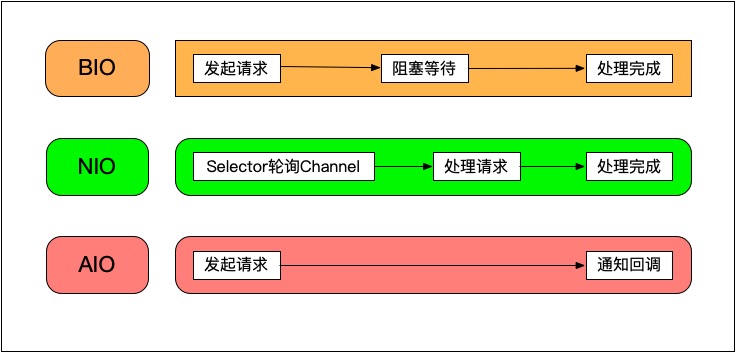 BIO
发起请求
阻塞等待
处理完成
NIO
Selector轮询Channel
处理请求
处理完成
AIO
发起请求
通知回调